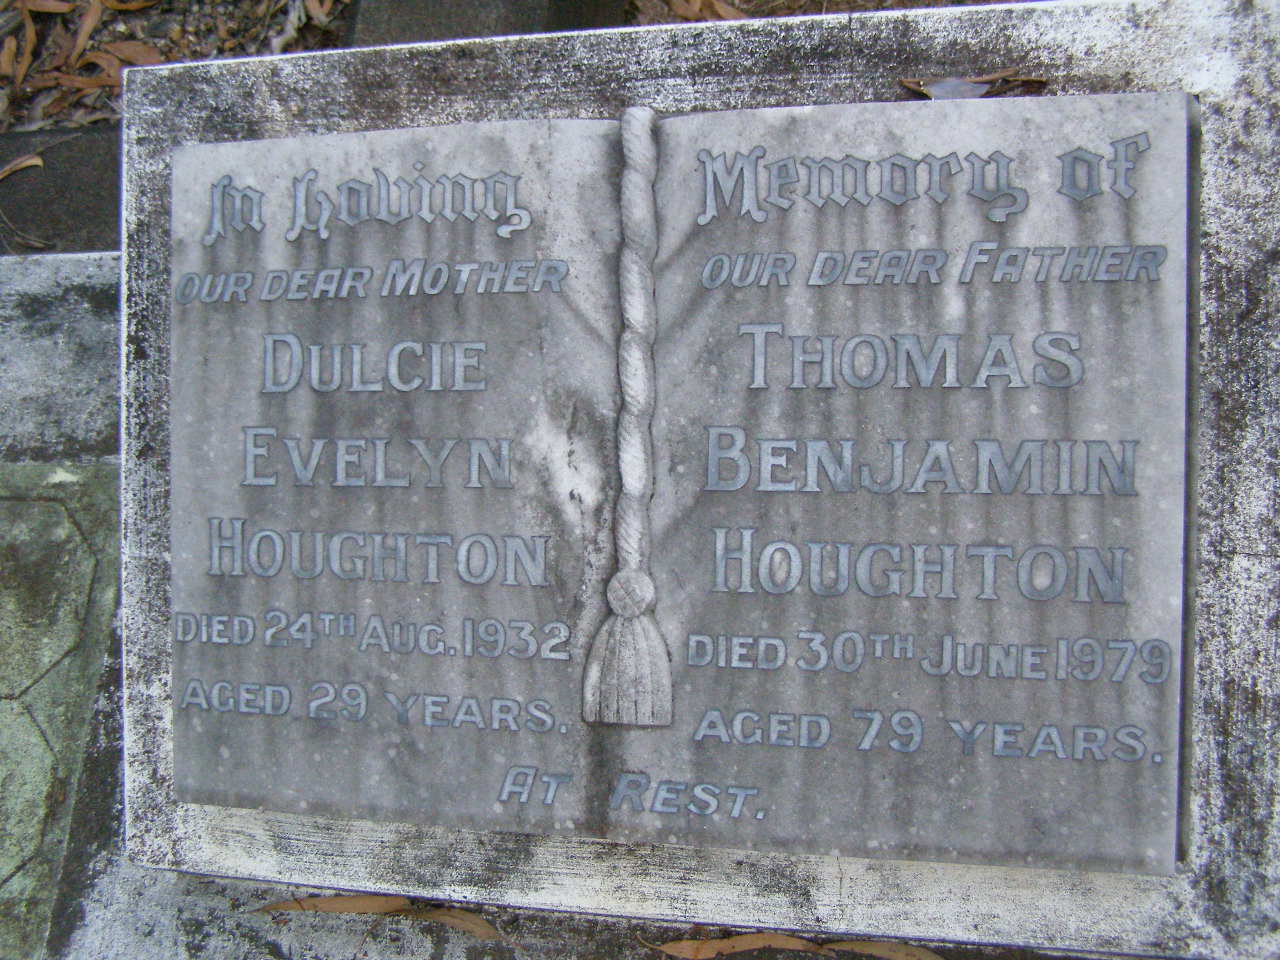 In Loving
OUR DEAR MOTHER
DULCIE
EVELYN
HOUGHTON
DIED 24TH AUG. 1932
AGED 29 YEARS.
Memory of
OUR DEAR FATHER
THOMAS
BENJAMIN
HOUGHTON
DIED 30TH JUNE 1979
AGED 79 YEARS.
AT REST.